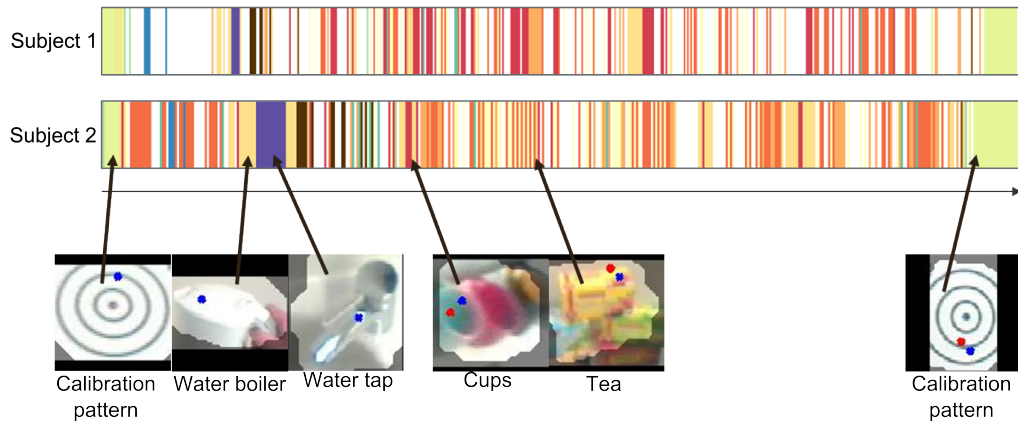 Subject 1
Subject 2
Calibration
pattern
Water boiler
Water tap
Cups
Tea
Calibration
pattern